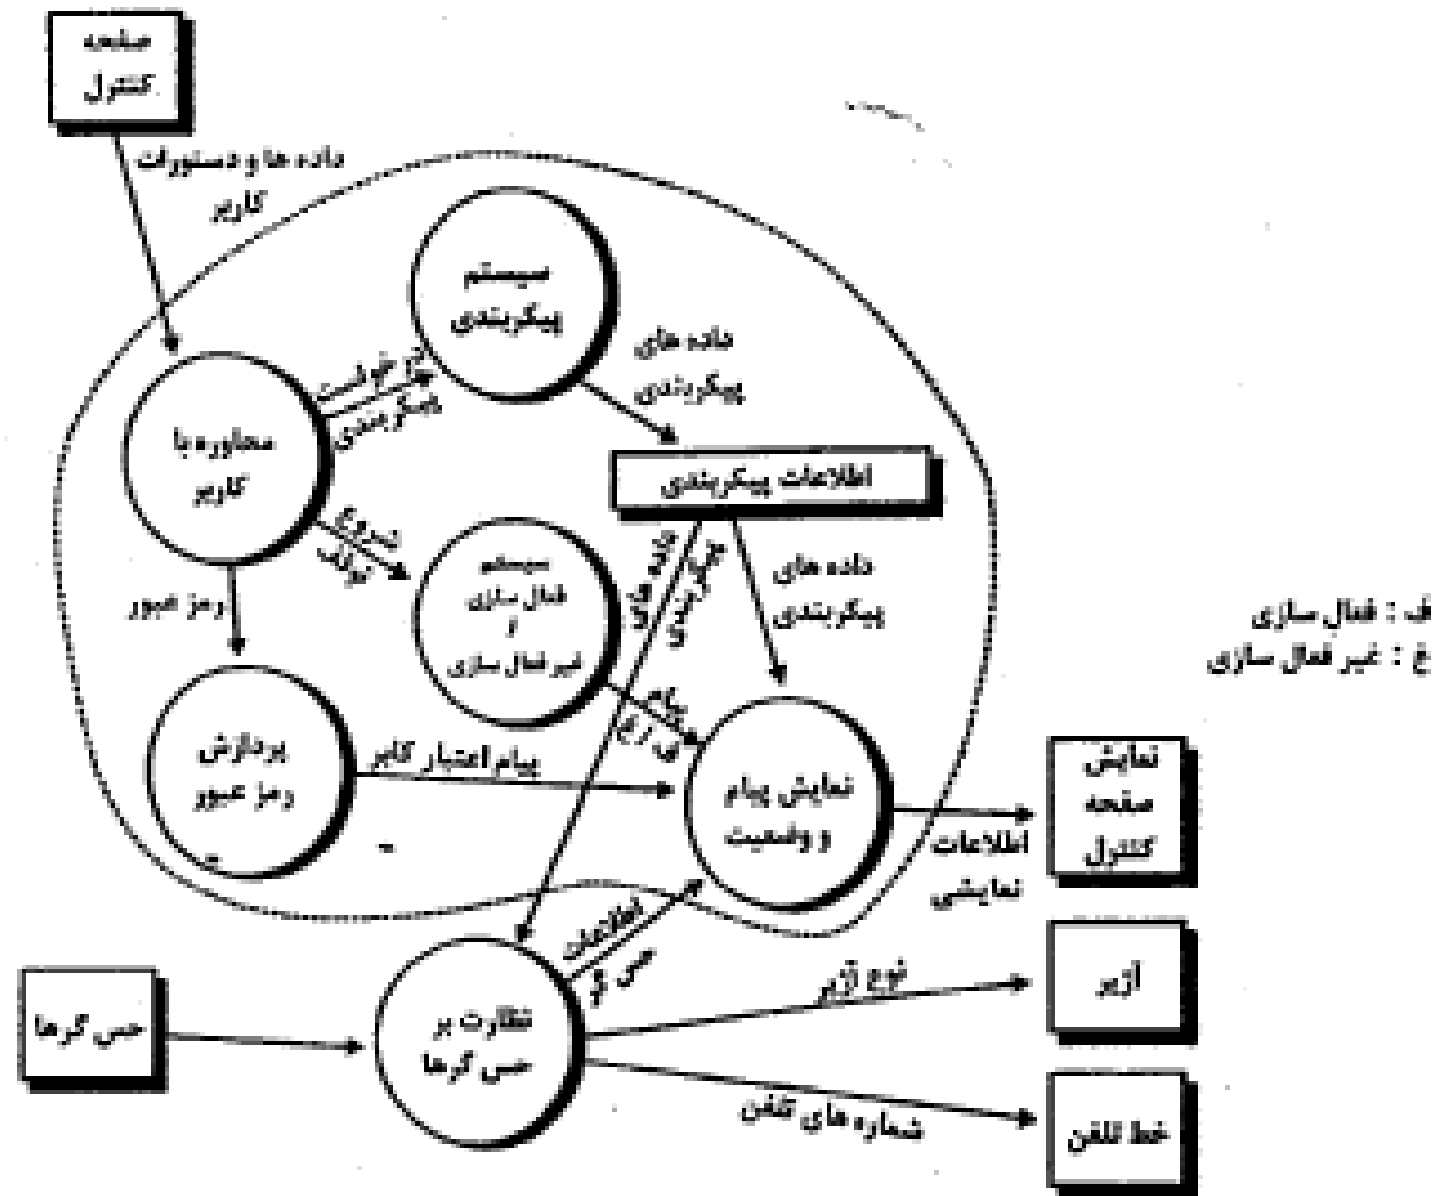 صفحه
کنترل
داده ها و دستورات
کاربر
سیستم
پیکربندی
داده های
پیکربندی
درخواست
پیکربندی
محاوره با
کاربر
اطلاعات پیکربندی
شروع
توقف
سیستم
فعال سازی
/
غیر فعال سازی
داده های
پیکربندی
داده های
پیکربندی
رمز عبور
ف : فعال سازی
غ : غیر فعال سازی
پیام
ف / غ
پردازش
رمز عبور
پیام اعتبار کابر
نمایش پیام
و وضعیت
نمایش
صفحه
کنترل
اطلاعات
نمایشی
اطلاعات
حس گر
حس گرها
نظارت بر
حس گرها
نوع آژیر
آژیر
شماره های تلفن
خط تلفن